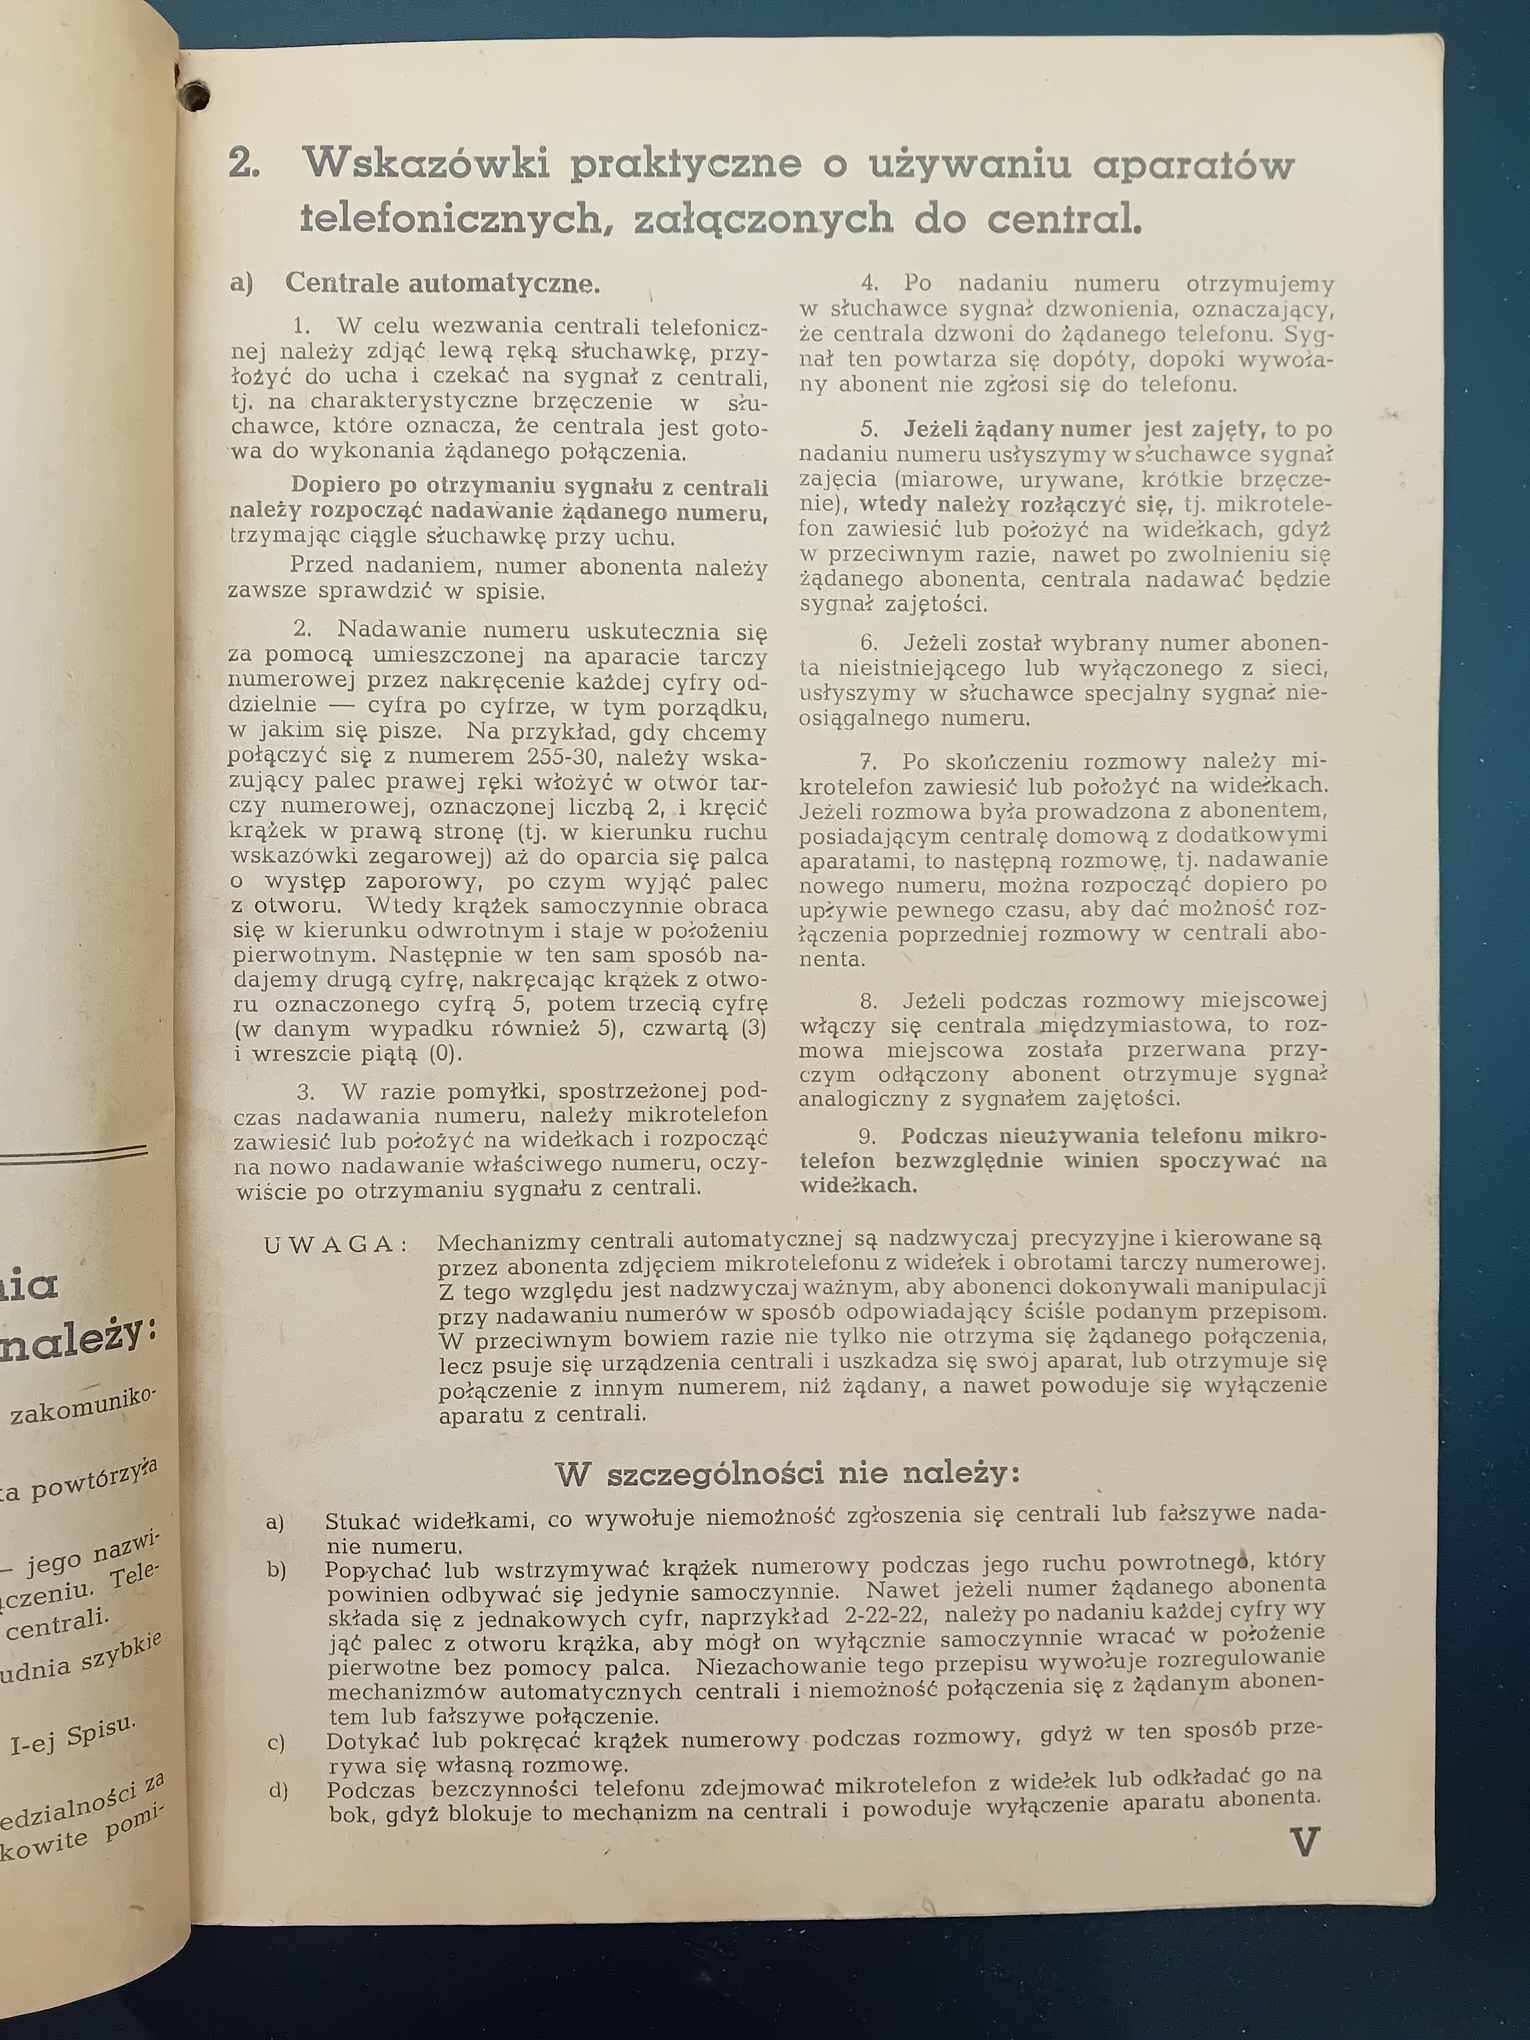 2. Wskazówki praktyczne o używaniu aparatów
telefonicznych, załączonych do central.
a) Centrale automatyczne.
1. W celu wezwania centrali telefonicz-
nej należy zdjąć lewą ręką słuchawkę, przy-
łożyć do ucha i czekać na sygnał z centrali,
tj. na charakterystyczne brzęczenie w słu-
chawce, które oznacza, że centrala jest goto-
wa do wykonania żądanego połączenia.
Dopiero po otrzymaniu sygnału z centrali
należy rozpocząć nadawanie żądanego numeru,
trzymając ciągle słuchawkę przy uchu.
Przed nadaniem, numer abonenta należy
zawsze sprawdzić w spisie.
2. Nadawanie numeru uskutecznia się
za pomocą umieszczonej na aparacie tarczy
numerowej przez nakręcenie każdej cyfry od-
dzielnie — cyfra po cyfrze, w tym porządku,
w jakim się pisze. Na przykład, gdy chcemy
połączyć się z numerem 255-30, należy wska-
zujący palec prawej ręki włożyć w otwór tar-
czy numerowej, oznaczonej liczbą 2, i kręcić
krążek w prawą stronę (tj. w kierunku ruchu
wskazówki zegarowej) aż do oparcia się palca
o występ zaporowy, po czym wyjąć palec
z otworu. Wtedy krążek samoczynnie obraca
się w kierunku odwrotnym i staje w położeniu
pierwotnym. Następnie w ten sam sposób na-
dajemy drugą cyfrę, nakręcając krążek z otwo-
ru oznaczonego cyfrą 5, potem trzecią cyfrę
(w danym wypadku również 5), czwartą (3)
i wreszcie piątą (0).
3. W razie pomyłki, spostrzeżonej pod-
czas nadawania numeru, należy mikrotelefon
zawiesić lub położyć na widełkach i rozpocząć
na nowo nadawanie właściwego numeru, oczy-
wiście po otrzymaniu sygnału z centrali.
4. Po nadaniu numeru otrzymujemy
w słuchawce sygnał dzwonienia, oznaczający,
że centrala dzwoni do żądanego telefonu. Syg-
nał ten powtarza się dopóty, dopóki wywoła-
ny abonent nie zgłosi się do telefonu.
5. Jeżeli żądany numer jest zajęty, to po
nadaniu numeru usłyszymy w słuchawce sygnał
zajęcia (miarowe, urywane, krótkie brzęcze-
nie), wtedy należy rozłączyć się, tj. mikrotele-
fon zawiesić lub położyć na widełkach, gdyż
w przeciwnym razie, nawet po zwolnieniu się
żądanego abonenta, centrala nadawać będzie
sygnał zajętości.
6. Jeżeli został wybrany numer abonen-
ta nieistniejącego lub wyłączonego z sieci,
usłyszymy w słuchawce specjalny sygnał nie-
osiągalnego numeru.
7. Po skończeniu rozmowy należy mi-
krotelefon zawiesić lub położyć na widełkach.
Jeżeli rozmowa była prowadzona z abonentem,
posiadającym centralę domową z dodatkowymi
aparatami, to następną rozmowę, tj. nadawanie
nowego numeru, można rozpocząć dopiero po
upływie pewnego czasu, aby dać możność roz-
łączenia poprzedniej rozmowy w centrali abo-
nenta.
8. Jeżeli podczas rozmowy miejscowej
włączy się centrala międzymiastowa, to roz-
mowa miejscowa została przerwana przy-
czym odłączony abonent otrzymuje sygnał
analogiczny z sygnałem zajętości.
9. Podczas nieużywania telefonu mikro-
telefon bezwzględnie winien spoczywać na
widełkach.
UWAGA: Mechanizmy centrali automatycznej są nadzwyczaj precyzyjne i kierowane są
przez abonenta zdjęciem mikrotelefonu z widełek i obrotami tarczy numerowej.
Z tego względu jest nadzwyczaj ważnym, aby abonenci dokonywali manipulacji
przy nadawaniu numerów w sposób odpowiadający ściśle podanym przepisom.
W przeciwnym bowiem razie nie tylko nie otrzyma się żądanego połączenia,
lecz psuje się urządzenia centrali i uszkadza się swój aparat, lub otrzymuje się
połączenie z innym numerem, niż żądany, a nawet powoduje się wyłączenie
aparatu z centrali.
W szczególności nie należy:
a) Stukać widełkami, co wywołuje niemożność zgłoszenia się centrali lub fałszywe nada-
nie numeru.
b) Popychać lub wstrzymywać krążek numerowy podczas jego ruchu powrotnego, który
powinien odbywać się jedynie samoczynnie. Nawet jeżeli numer żądanego abonenta
składa się z jednakowych cyfr, naprzykład 2-22-22, należy po nadaniu każdej cyfry wy
jąć palec z otworu krążka, aby mógł on wyłącznie samoczynnie wracać w położenie
pierwotne bez pomocy palca. Niezachowanie tego przepisu wywołuje rozregulowanie
mechanizmów automatycznych centrali i niemożność połączenia się z żądanym abonen-
tem lub fałszywe połączenie.
c) Dotykać lub pokręcać krążek numerowy podczas rozmowy, gdyż w ten sposób prze-
rywa się własną rozmowę.
d) Podczas bezczynności telefonu zdejmować mikrotelefon z widełek lub odkładać go na
bok, gdyż blokuje to mechanizm na centrali i powoduje wyłączenie aparatu abonenta.
V
należy:
zakomuniko-
powtórzyła
— jego nazwi-
Tele-
centrali.
szybkie
I-ej Spisu.
za
pomi-